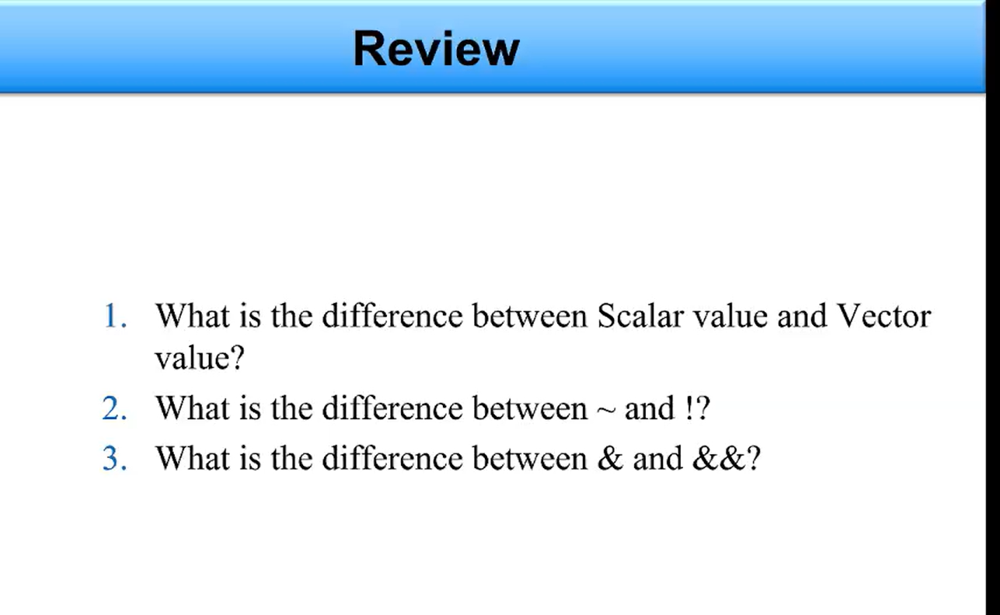 Review
1. What is the difference between Scalar value and Vector
value?
2. What is the difference between ~ and !?
3. What is the difference between & and &&?